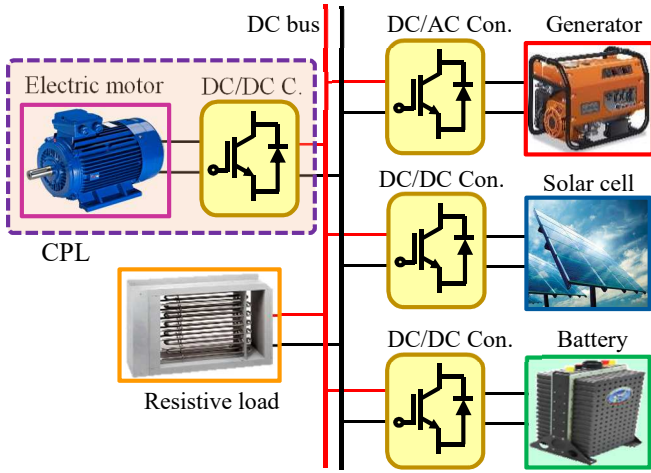 DC bus
DC/AC Con.
Generator
Electric motor
DC/DC C.
CPL
DC/DC Con.
Solar cell
Resistive load
DC/DC Con.
Battery